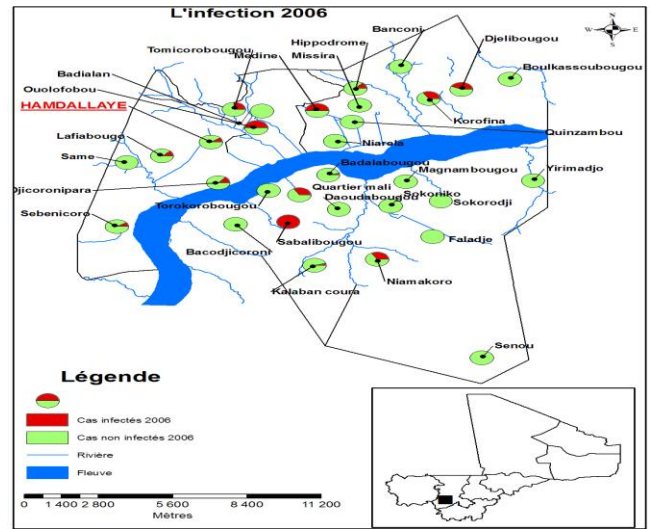 L'infection 2006
Banconi
Hippodrome
Djelibougou
Tomicorobougou
Medine
Missira
Boulkassoubougou
Badialan
Ouolofobou
HAMDALLAYE
Korofina
Lafiabougo
Quinzambou
Niarela
Same
Badalabougou
Magnambougou
Yirimadjo
Djicoronipara
Quartier mali
Sokoniko
Torokorobougou
Daoudabougou
Sokorodji
Sebenicoro
Sabalibougou
Faladje
Bacodjicoroni
Kalaban coura
Niamakoro
Senou
N
W
E
S
Légende
Cas infectés 2006
Cas non infectés 2006
Rivière
Fleuve
0 1 400 2 800 5 600 8 400 11 200
Mètres